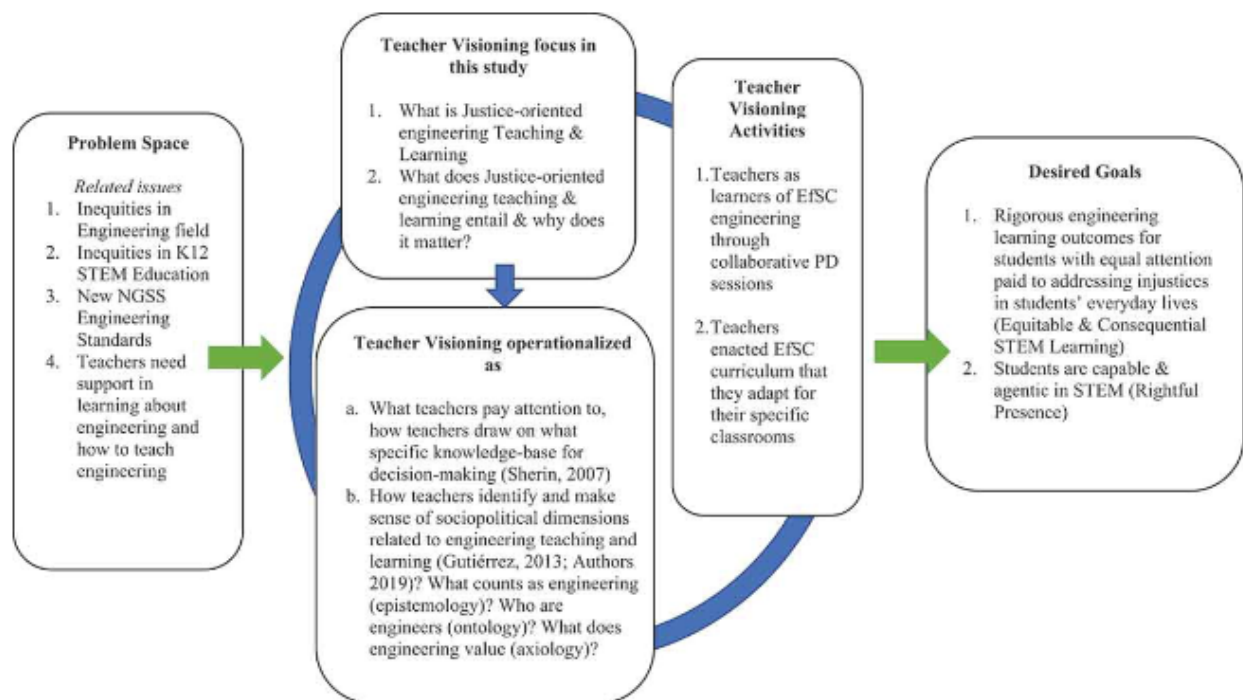 Problem Space
Related issues
1. Inequities in
Engineering field
2. Inequities in K12
STEM Education
3. New NGSS
Engineering
Standards
4. Teachers need
support in
learning about
engineering and
how to teach
engineering
Teacher Visioning focus in
this study
1. What is Justice-oriented
engineering Teaching &
Learning
2. What does Justice-oriented
engineering teaching &
learning entail & why does
it matter?
Teacher Visioning operationalized
as
a. What teachers pay attention to,
how teachers draw on what
specific knowledge-base for
decision-making (Sherin, 2007)
b. How teachers identify and make
sense of sociopolitical dimensions
related to engineering teaching and
learning (Gutiérrez, 2013; Authors
2019)? What counts as engineering
(epistemology)? Who are
engineers (ontology)? What does
engineering value (axiology)?
Teacher
Visioning
Activities
1. Teachers as
learners of EfSC
engineering
through
collaborative PD
sessions
2. Teachers
enacted EfSC
curriculum that
they adapt for
their specific
classrooms
Desired Goals
1. Rigorous engineering
learning outcomes for
students with equal attention
paid to addressing injustices
in students' everyday lives
(Equitable & Consequential
STEM Learning)
2. Students are capable &
agentic in STEM (Rightful
Presence)